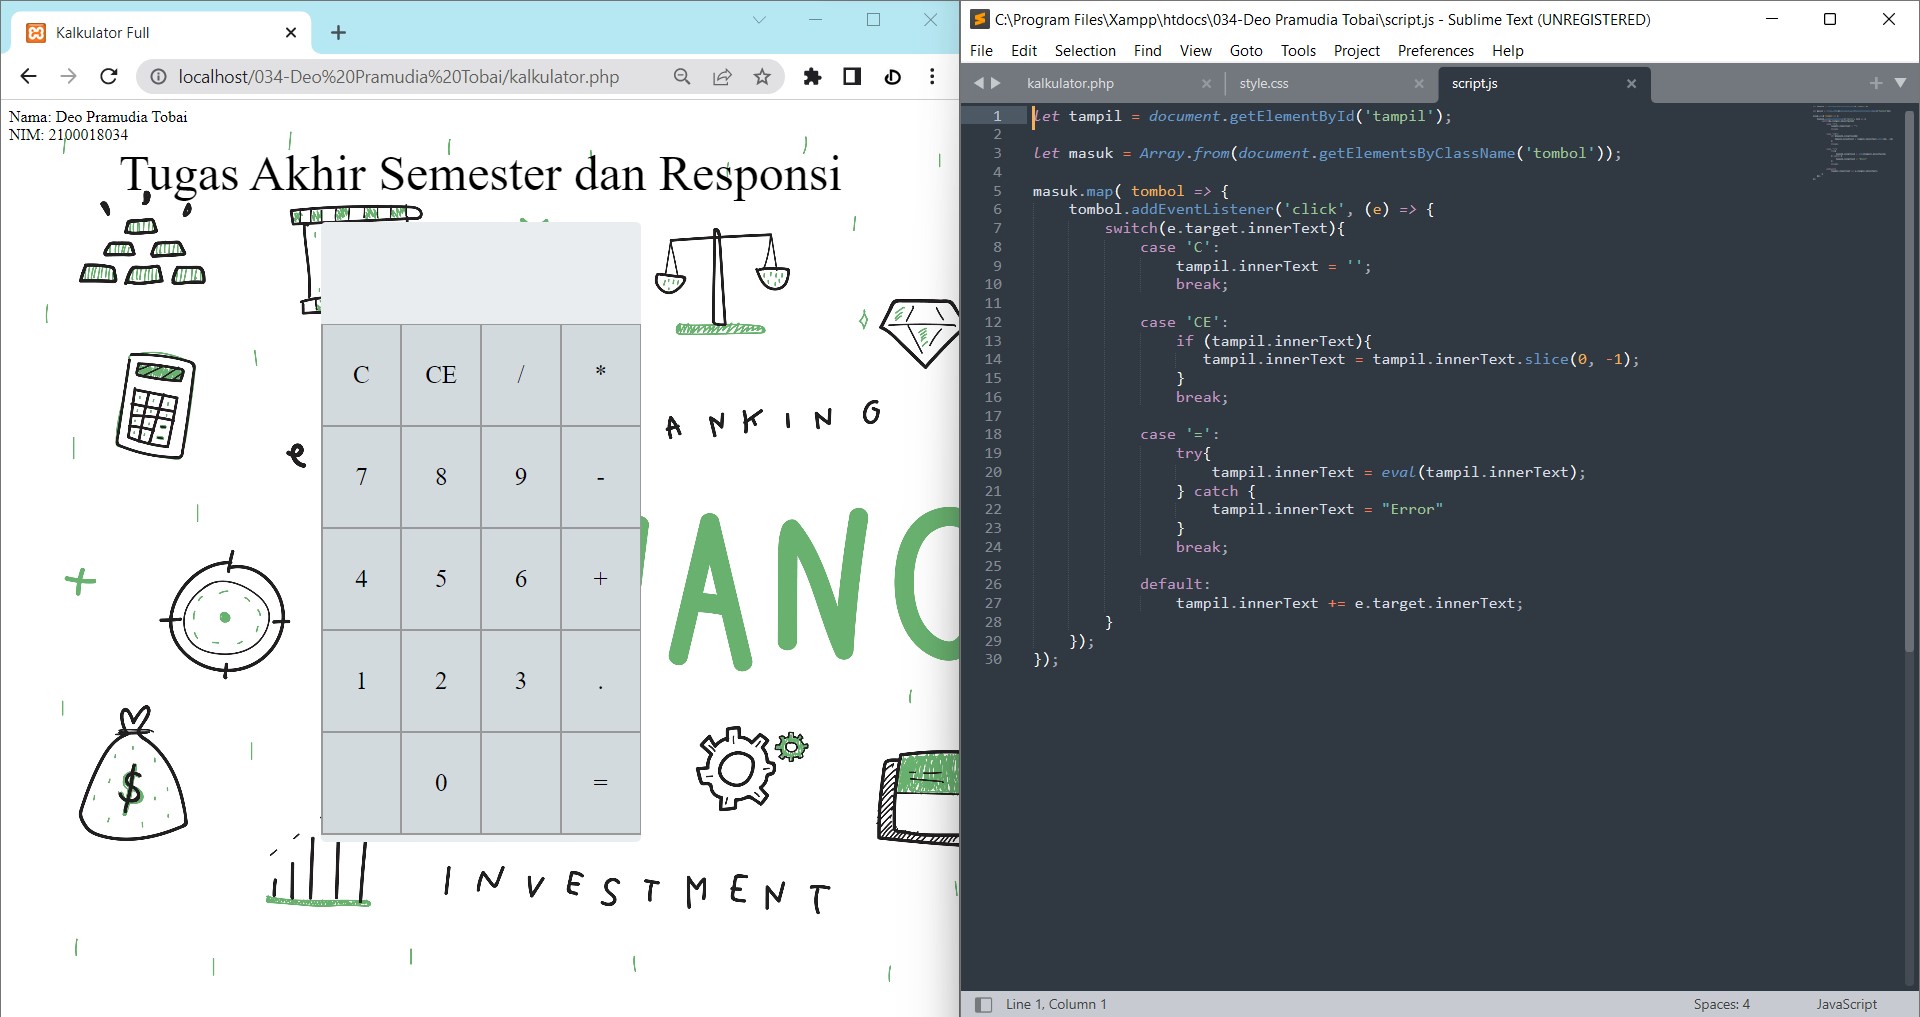 Kalkulator Full
localhost/034-Deo%20Pramudia%20Tobai/kalkulator.php
Nama: Deo Pramudia Tobai
NIM: 2100018034
Tugas Akhir Semester dan Responsi
C CE / *
ANKING
7 8 9 -
4 5 6 +
1 2 3 .
$
0 =
INVESTMENT
C:\Program Files\Xampp\htdocs\034-Deo Pramudia Tobai\script.js - Sublime Text (UNREGISTERED)
File Edit Selection Find View Goto Tools Project Preferences Help
kalkulator.php style.css script.js
1 let tampil = document.getElementById('tampil');
2
3 let masuk = Array.from(document.getElementsByClassName('tombol'));
4
5 masuk.map( tombol => {
6     tombol.addEventListener('click', (e) => {
7         switch(e.target.innerText){
8             case 'C':
9                 tampil.innerText = '';
10                 break;
11
12             case 'CE':
13                 if (tampil.innerText){
14                    tampil.innerText = tampil.innerText.slice(0, -1);
15                 }
16                 break;
17
18             case '=':
19                 try{
20                     tampil.innerText = eval(tampil.innerText);
21                 } catch {
22                     tampil.innerText = "Error"
23                 }
24                 break;
25
26             default:
27                 tampil.innerText += e.target.innerText;
28         }
29     });
30 });
Line 1, Column 1 Spaces: 4 JavaScript